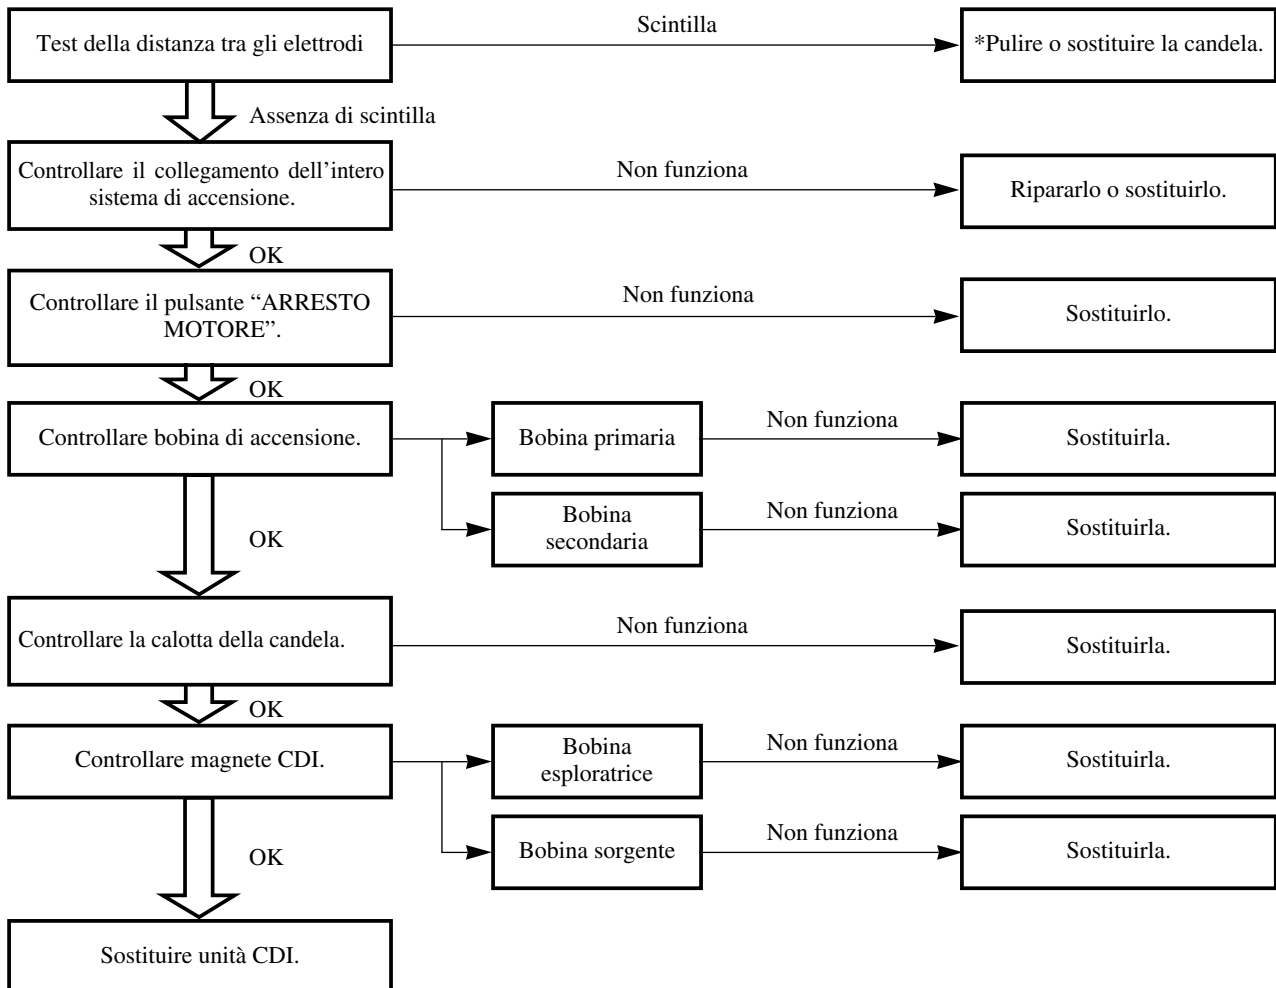 Test della distanza tra gli elettrodi
Scintilla
*Pulire o sostituire la candela.
Assenza di scintilla
Controllare il collegamento dell’intero
sistema di accensione.
Non funziona
Ripararlo o sostituirlo.
OK
Controllare il pulsante “ARRESTO
MOTORE”.
Non funziona
Sostituirlo.
OK
Controllare bobina di accensione.
Bobina primaria
Non funziona
Sostituirla.
Bobina
secondaria
Non funziona
Sostituirla.
OK
Controllare la calotta della candela.
Non funziona
Sostituirla.
OK
Controllare magnete CDI.
Bobina
esploratrice
Non funziona
Sostituirla.
Bobina sorgente
Non funziona
Sostituirla.
OK
Sostituire unità CDI.